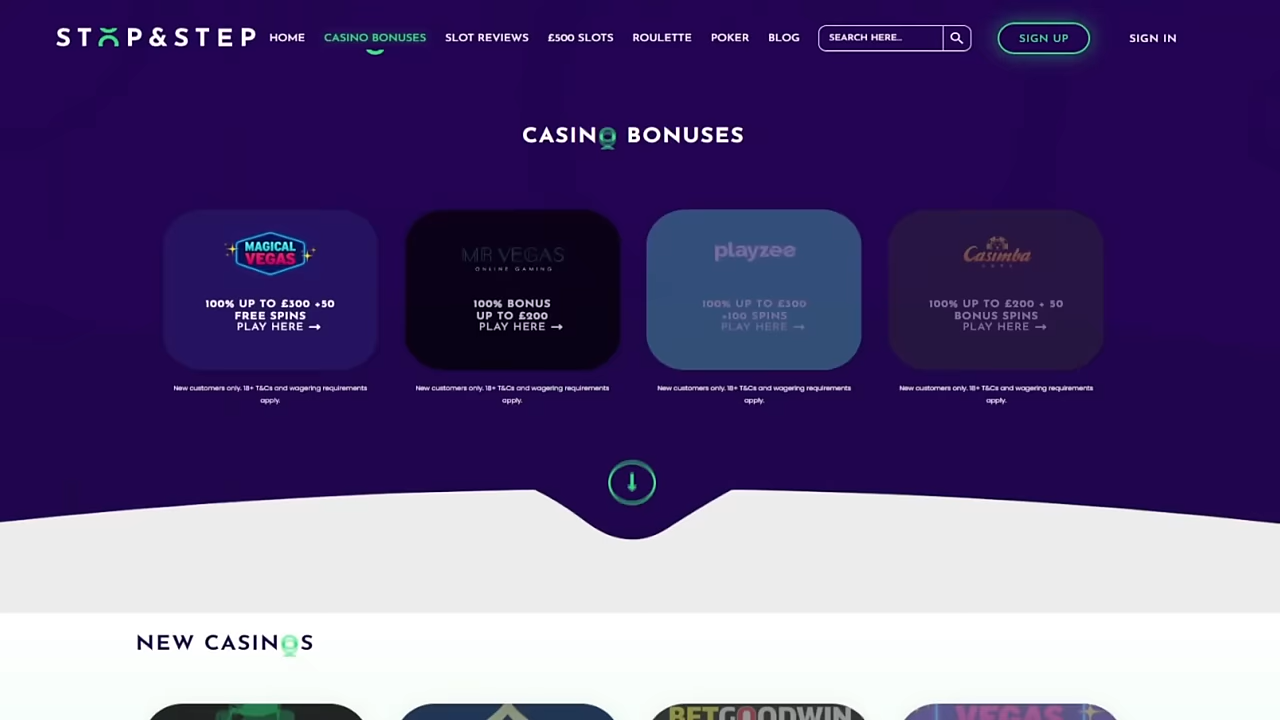 STOP&STEP HOME CASINO BONUSES SLOT REVIEWS £500 SLOTS ROULETTE POKER BLOG SEARCH HERE... SIGN UP SIGN IN
CASINO BONUSES
MAGICAL
VEGAS
100% UP TO £300 +50
FREE SPINS
PLAY HERE →
New customers only. 18+ T&Cs and wagering requirements
apply.
MR VEGAS
ONLINE GAMING
100% BONUS
UP TO £200
PLAY HERE →
New customers only. 18+ T&Cs and wagering requirements
apply.
playzee
100% UP TO £300
+100 SPINS
PLAY HERE →
New customers only. 18+ T&Cs and wagering requirements
apply.
Casimba
100% UP TO £200 + 50
BONUS SPINS
PLAY HERE →
New customers only. 18+ T&Cs and wagering requirements
apply.
NEW CASINOS
BETGOODWIN
VEGAS